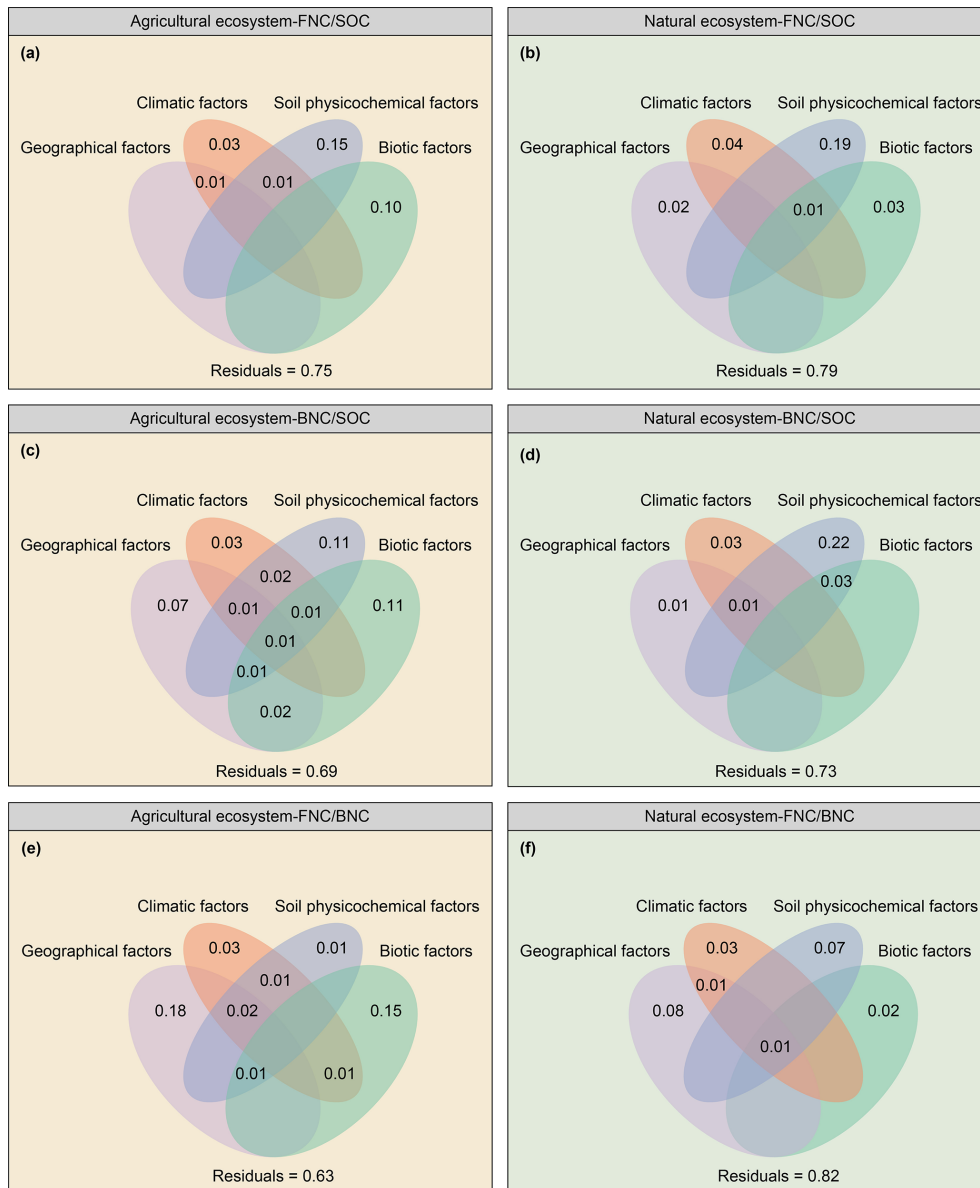 Agricultural ecosystem-FNC/SOC
(a)
Climatic factors Soil physicochemical factors
Geographical factors Biotic factors
0.03 0.15
0.01 0.01
0.10
Residuals = 0.75
Natural ecosystem-FNC/SOC
(b)
Climatic factors Soil physicochemical factors
Geographical factors Biotic factors
0.04 0.19
0.02 0.01 0.03
Residuals = 0.79
Agricultural ecosystem-BNC/SOC
(c)
Climatic factors Soil physicochemical factors
Geographical factors Biotic factors
0.03 0.11
0.02
0.07 0.01 0.01 0.11
0.01
0.01
0.02
Residuals = 0.69
Natural ecosystem-BNC/SOC
(d)
Climatic factors Soil physicochemical factors
Geographical factors Biotic factors
0.03 0.22
0.03
0.01 0.01
Residuals = 0.73
Agricultural ecosystem-FNC/BNC
(e)
Climatic factors Soil physicochemical factors
Geographical factors Biotic factors
0.03 0.01
0.01
0.18 0.02 0.15
0.01 0.01
Residuals = 0.63
Natural ecosystem-FNC/BNC
(f)
Climatic factors Soil physicochemical factors
Geographical factors Biotic factors
0.03 0.07
0.01
0.08 0.02
0.01
Residuals = 0.82